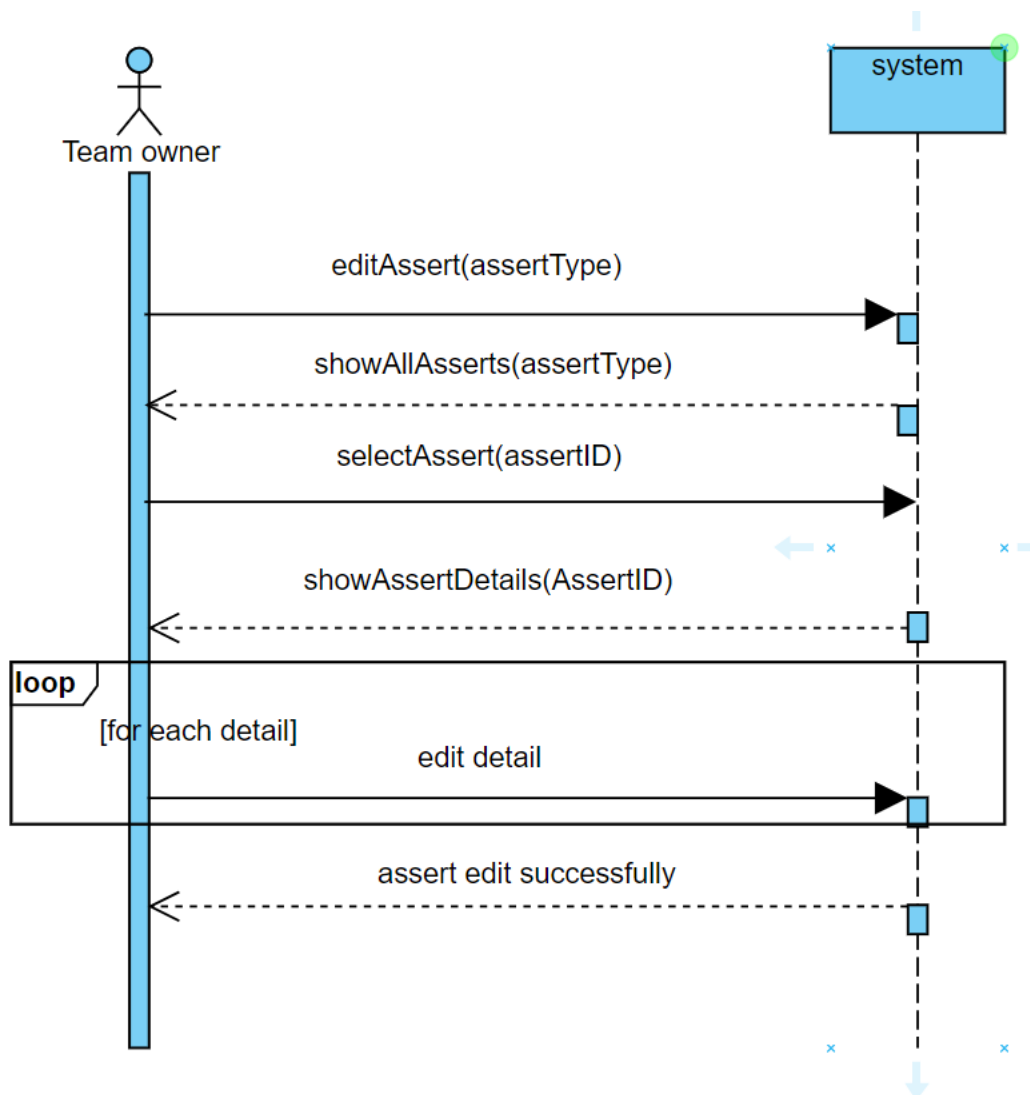 system
Team owner
editAssert(assertType)
showAllAsserts(assertType)
selectAssert(assertID)
showAssertDetails(AssertID)
loop
[for each detail]
edit detail
assert edit successfully